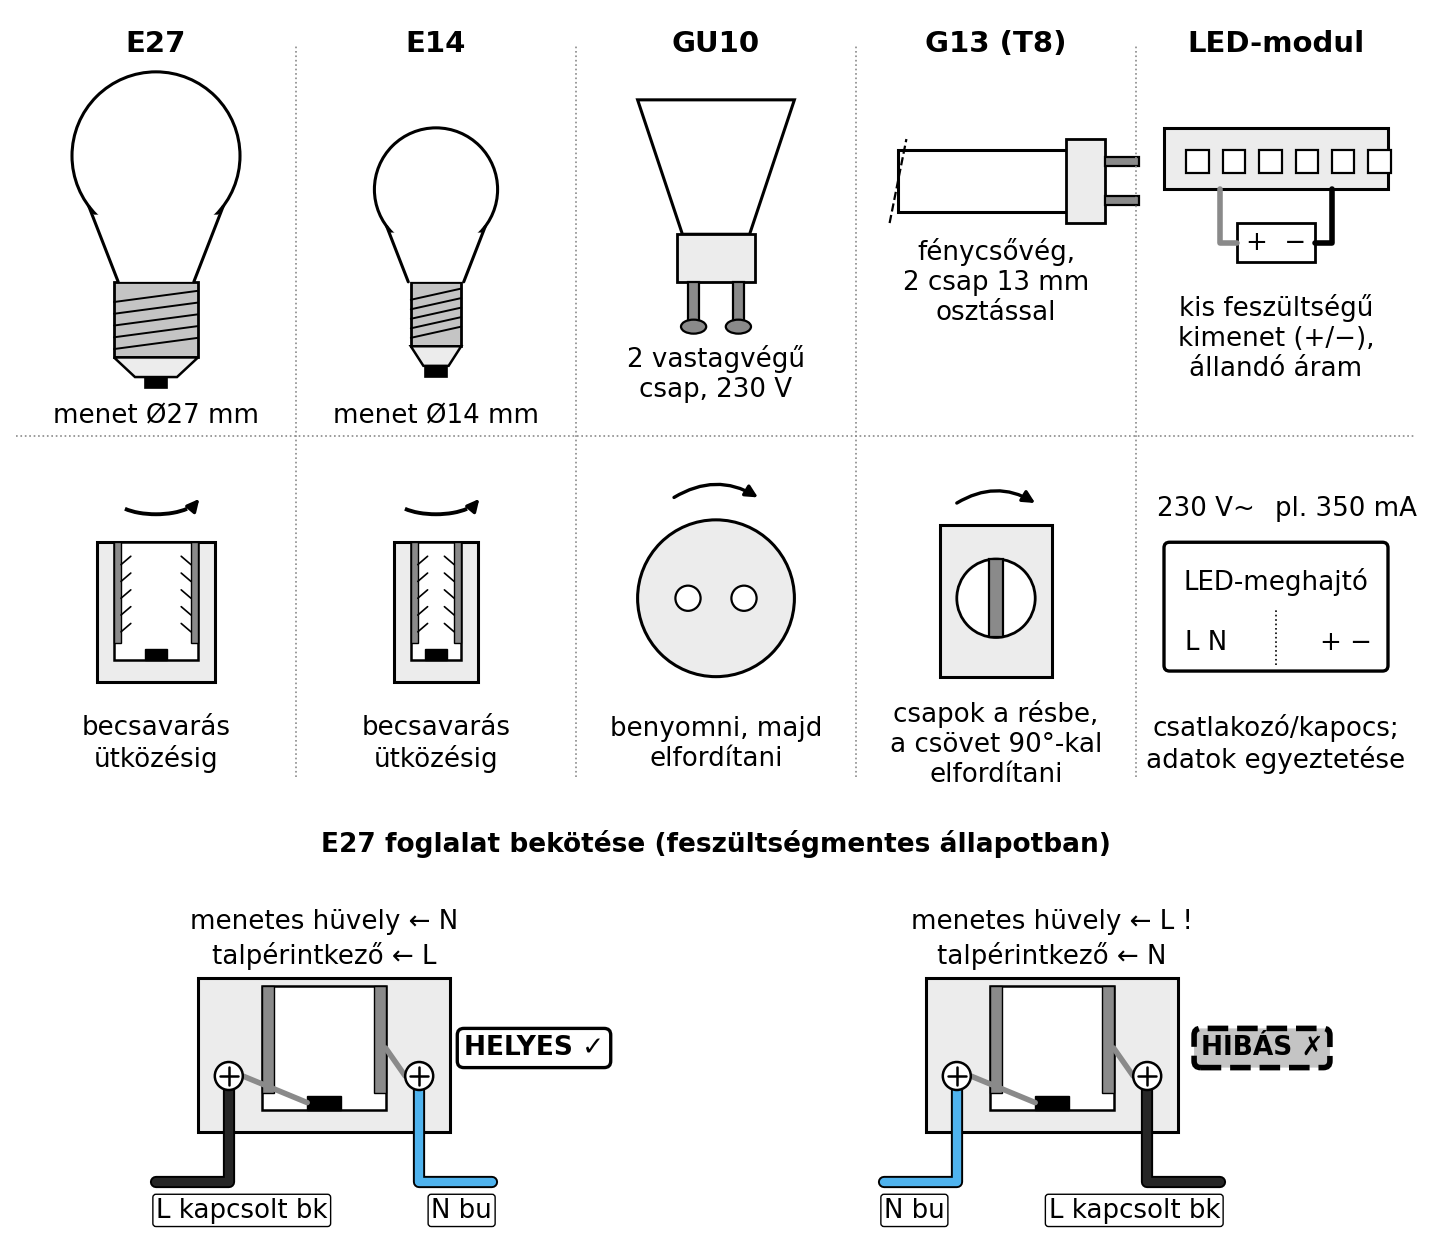 E27
E14
GU10
G13 (T8)
LED-modul
menet Ø27 mm
menet Ø14 mm
2 vastagvégű
csap, 230 V
fénycsővég,
2 csap 13 mm
osztással
+ −
kis feszültségű
kimenet (+/−),
állandó áram
becsavarás
ütközésig
becsavarás
ütközésig
benyomni, majd
elfordítani
csapok a résbe,
a csövet 90°-kal
elfordítani
230 V~ pl. 350 mA
LED-meghajtó
L N + −
csatlakozó/kapocs;
adatok egyeztetése
E27 foglalat bekötése (feszültségmentes állapotban)
menetes hüvely ← N
talpérintkező ← L
HELYES ✓
L kapcsolt bk
N bu
menetes hüvely ← L !
talpérintkező ← N
HIBÁS ✗
N bu
L kapcsolt bk